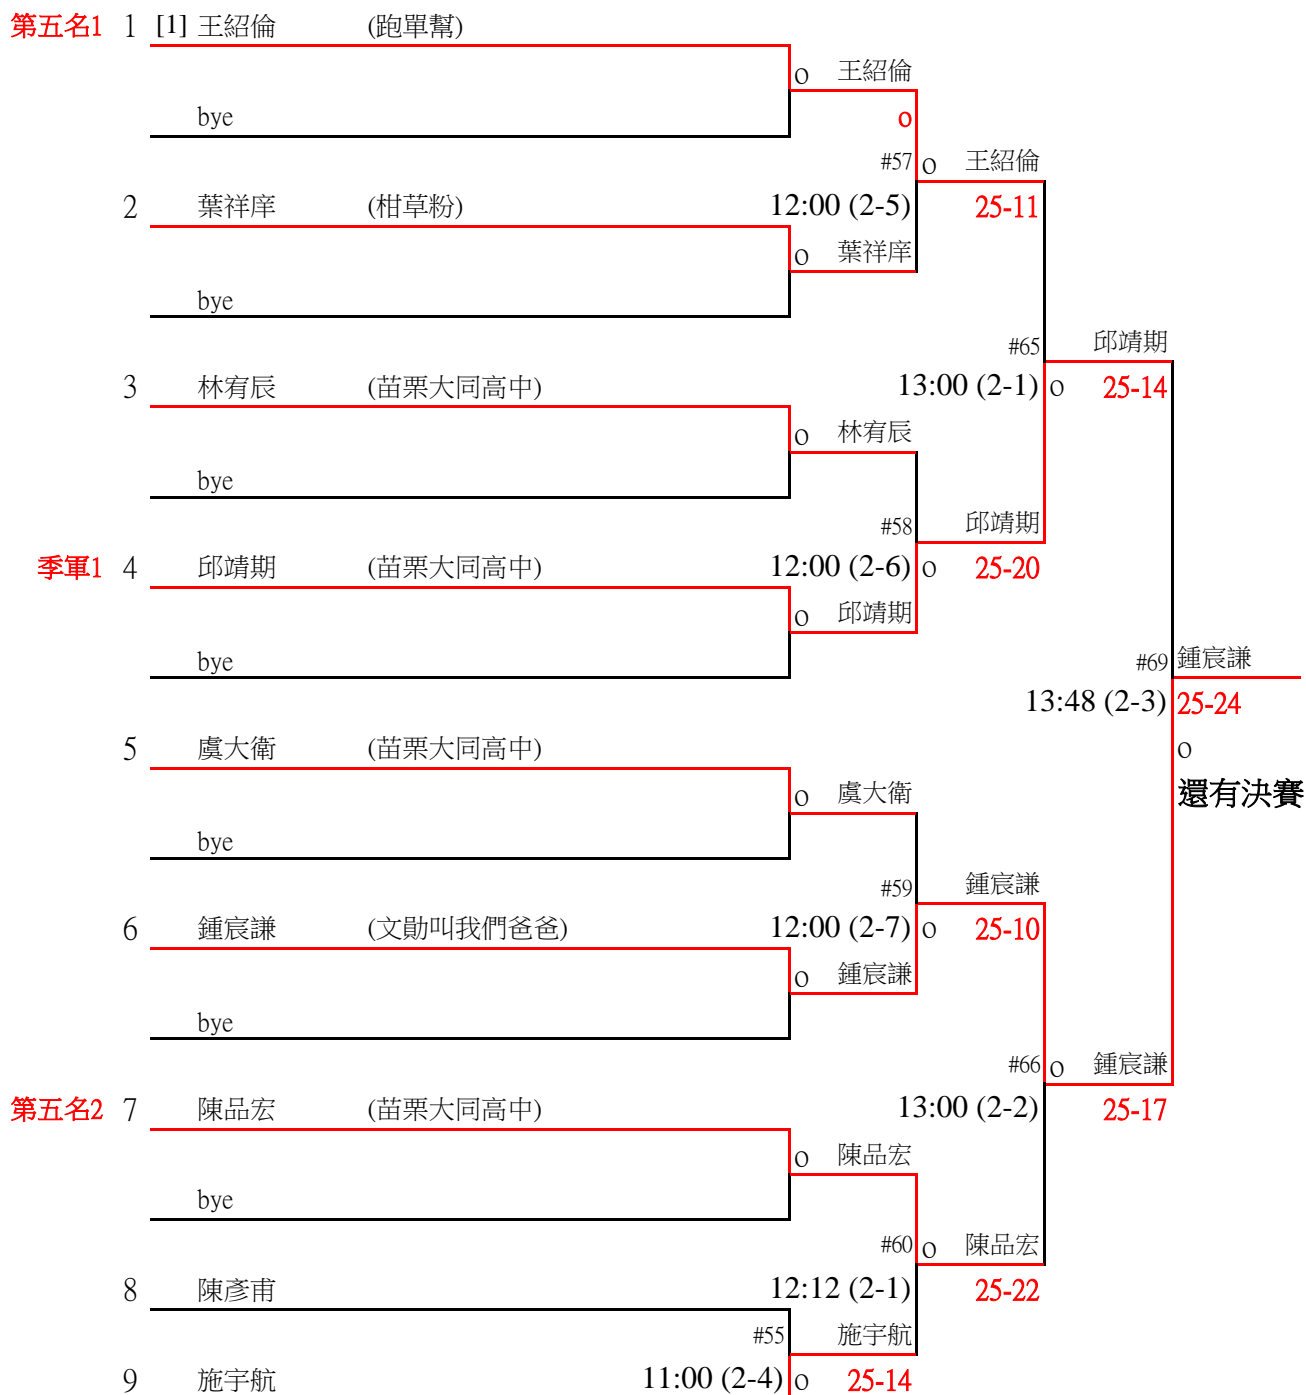 第五名1 1 [1] 王紹倫 (跑單幫)
o 王紹倫
bye o
#57 o 王紹倫
2 葉祥庠 (柑草粉) 12:00 (2-5) 25-11
o 葉祥庠
bye
#65 邱靖期
3 林宥辰 (苗栗大同高中) 13:00 (2-1) o 25-14
o 林宥辰
bye
#58 邱靖期
季軍1 4 邱靖期 (苗栗大同高中) 12:00 (2-6) o 25-20
o 邱靖期
bye #69 鍾宸謙
13:48 (2-3) 25-24
5 虞大衛 (苗栗大同高中) o
o 虞大衛 還有決賽
bye
#59 鍾宸謙
6 鍾宸謙 (文勛叫我們爸爸) 12:00 (2-7) o 25-10
o 鍾宸謙
bye
#66 o 鍾宸謙
第五名2 7 陳品宏 (苗栗大同高中) 13:00 (2-2) 25-17
o 陳品宏
bye
#60 o 陳品宏
8 陳彥甫 12:12 (2-1) 25-22
#55 施宇航
9 施宇航 11:00 (2-4) o 25-14